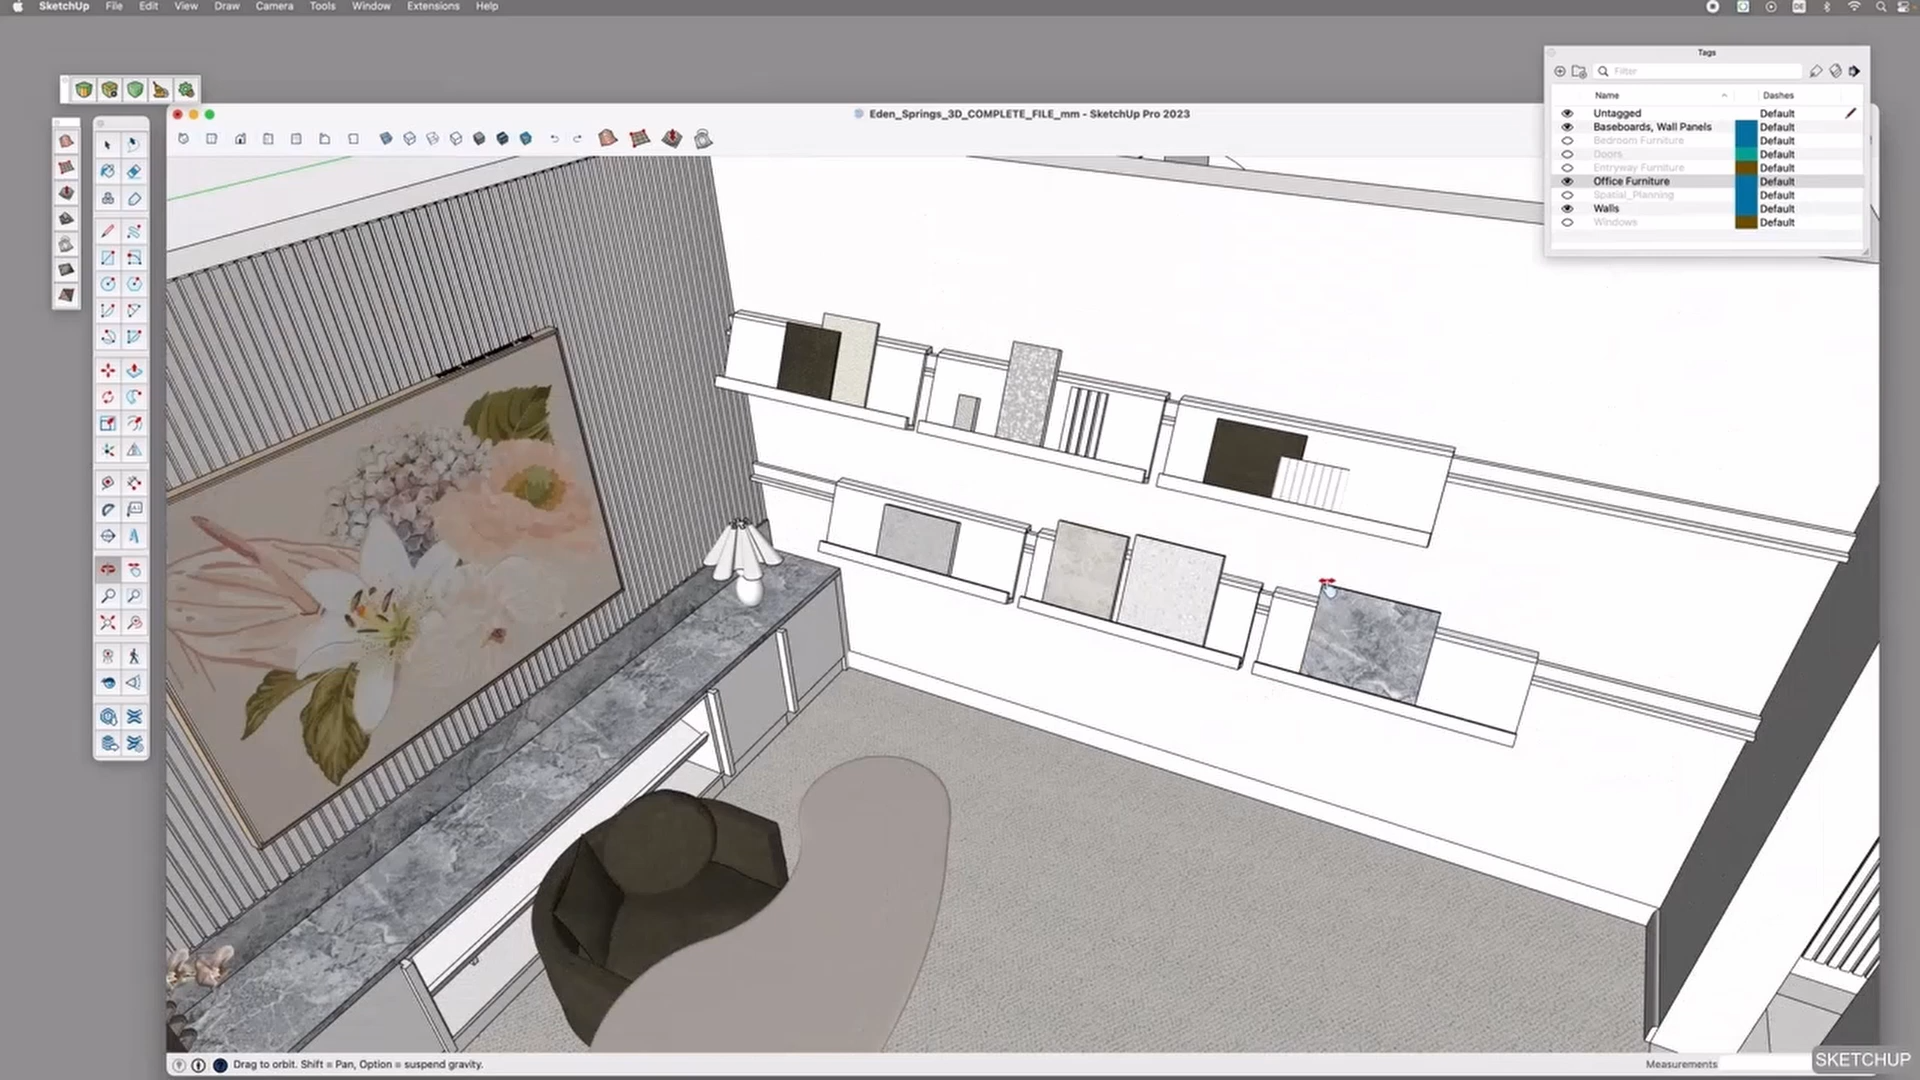 SketchUp File Edit View Draw Camera Tools Window Extensions Help
DE
Tags
Filter
Name Dashes
Untagged Default
Baseboards, Wall Panels Default
Bedroom Furniture Default
Doors Default
Entryway Furniture Default
Office Furniture Default
Spatial_Planning Default
Walls Default
Windows Default
Eden_Springs_3D_COMPLETE_FILE_mm - SketchUp Pro 2023
Drag to orbit. Shift = Pan, Option = suspend gravity.
Measurements
SKETCHUP